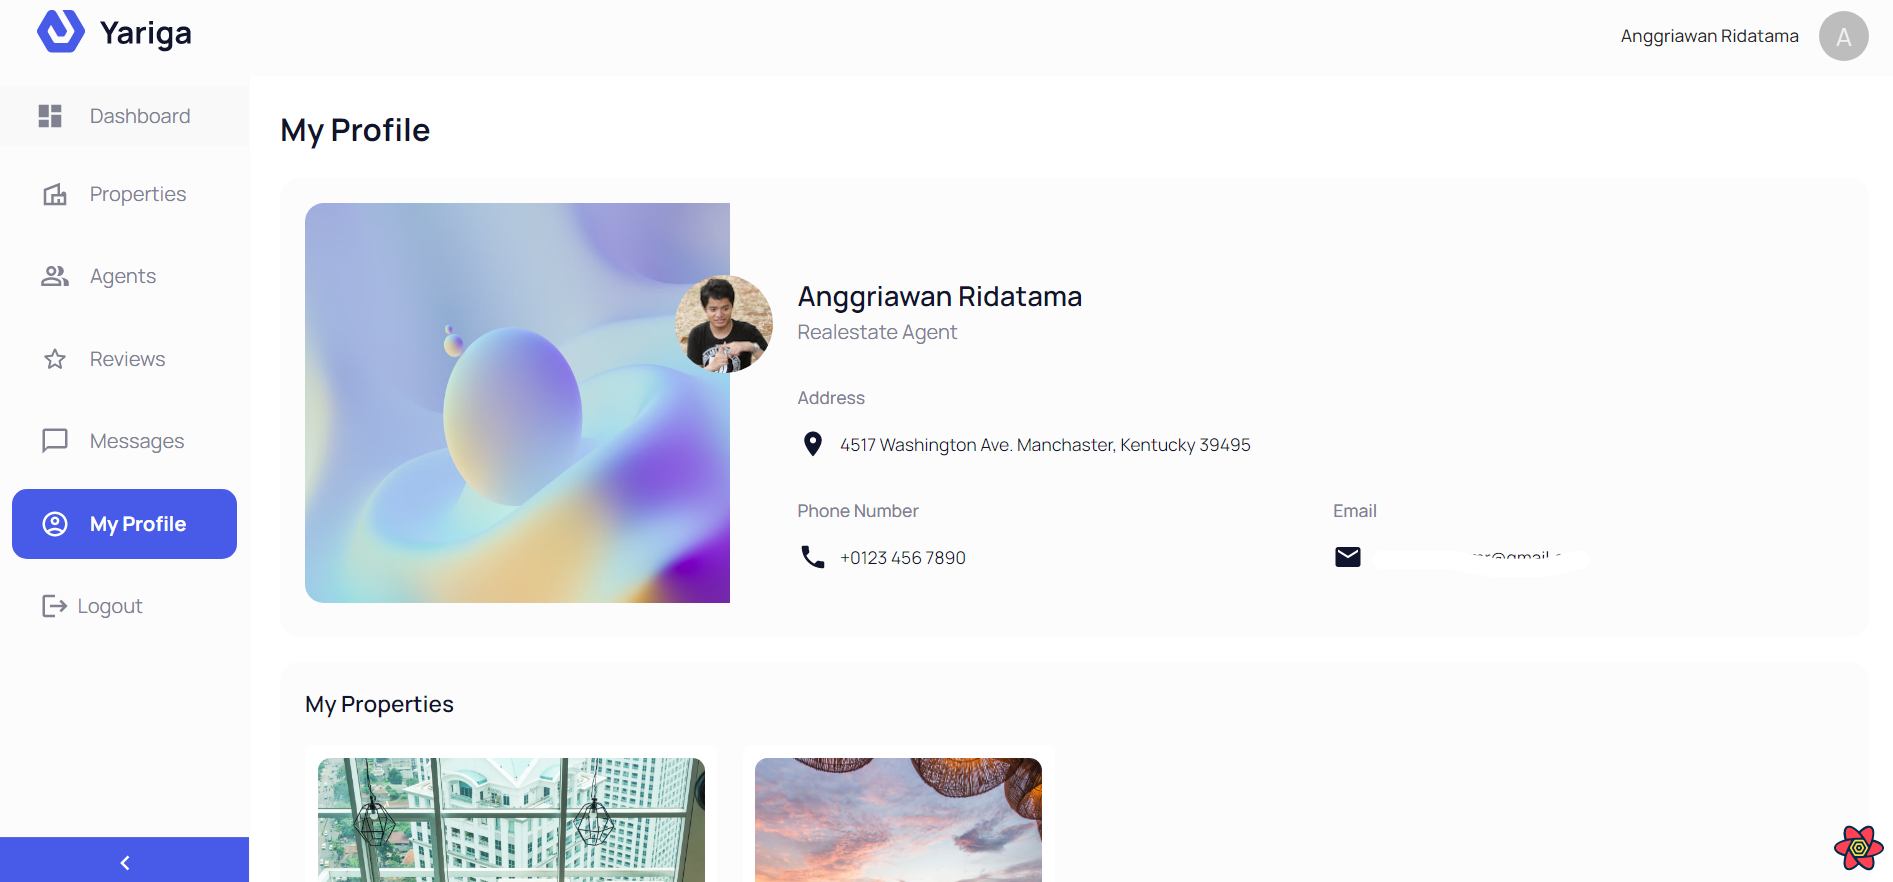 Yariga
Anggriawan Ridatama
A
Dashboard
Properties
Agents
Reviews
Messages
My Profile
Logout
My Profile
Anggriawan Ridatama
Realestate Agent
Address
4517 Washington Ave. Manchaster, Kentucky 39495
Phone Number
Email
+0123 456 7890
@gmail
My Properties